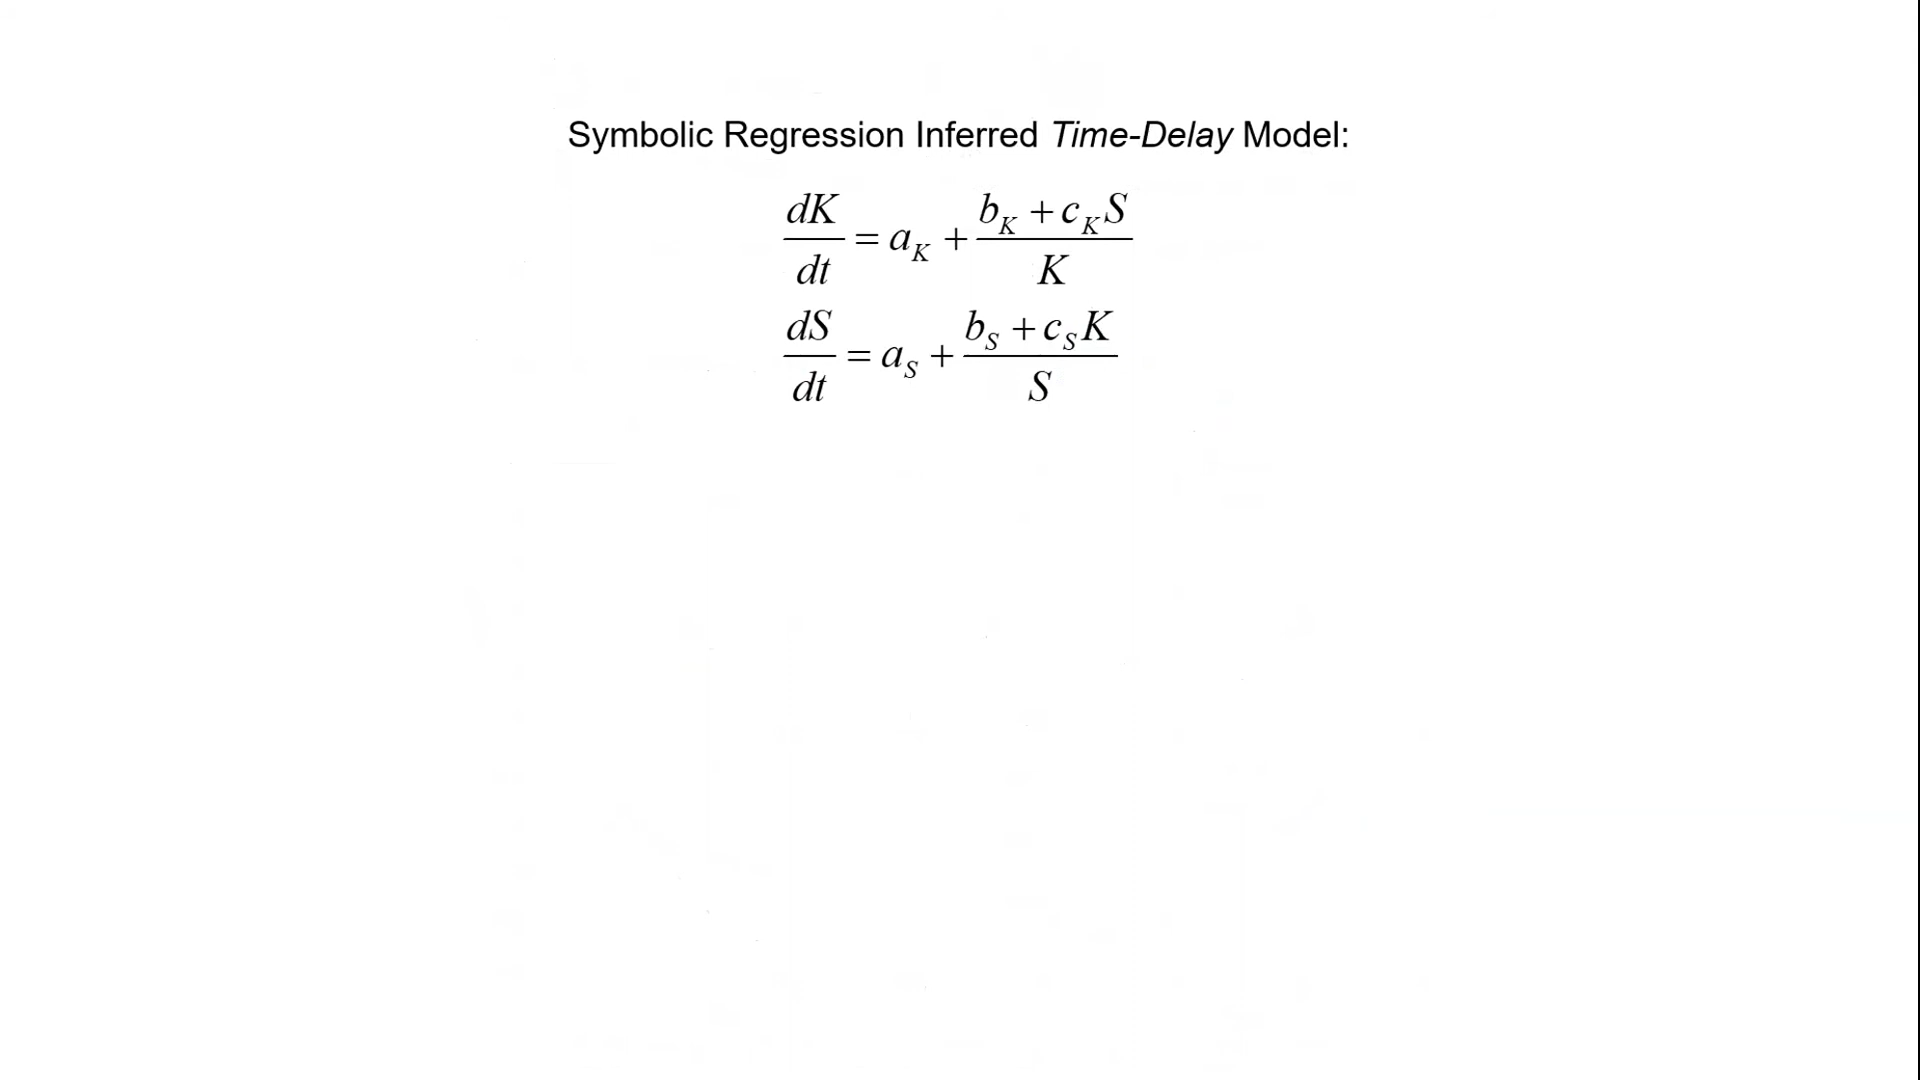 Symbolic Regression Inferred Time-Delay Model:
dK/dt = a_K + (b_K + c_K S)/K
dS/dt = a_S + (b_S + c_S K)/S